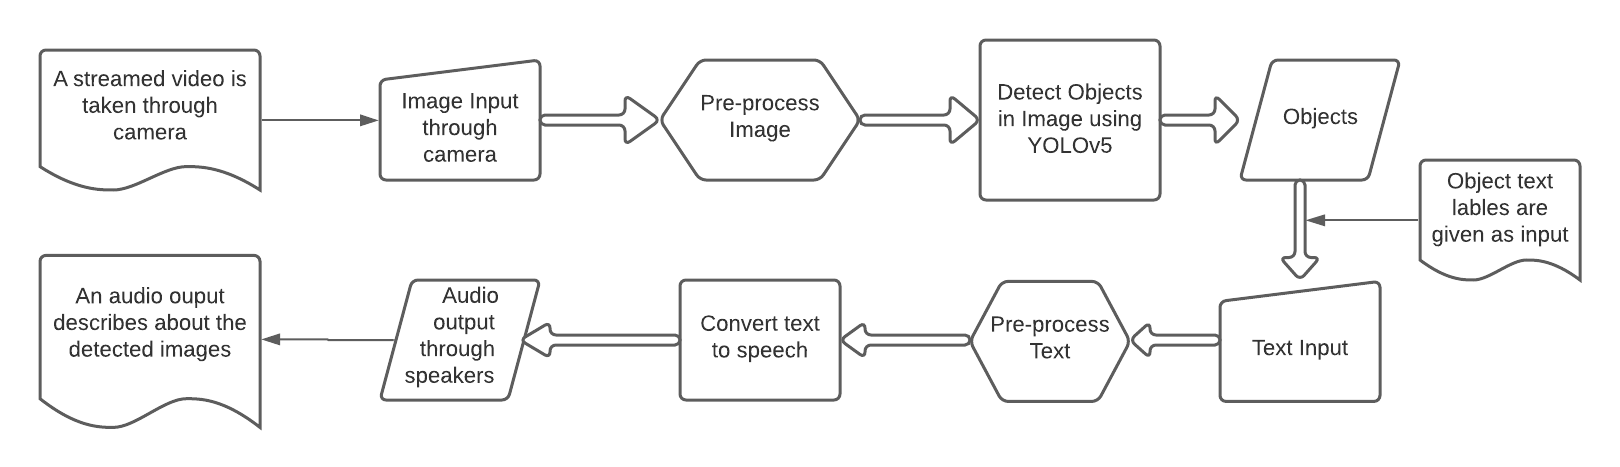 A streamed video is
taken through
camera
Image Input
through
camera
Pre-process
Image
Detect Objects
in Image using
YOLOv5
Objects
Object text
lables are
given as input
Text Input
Pre-process
Text
Convert text
to speech
Audio
output
through
speakers
An audio ouput
describes about the
detected images